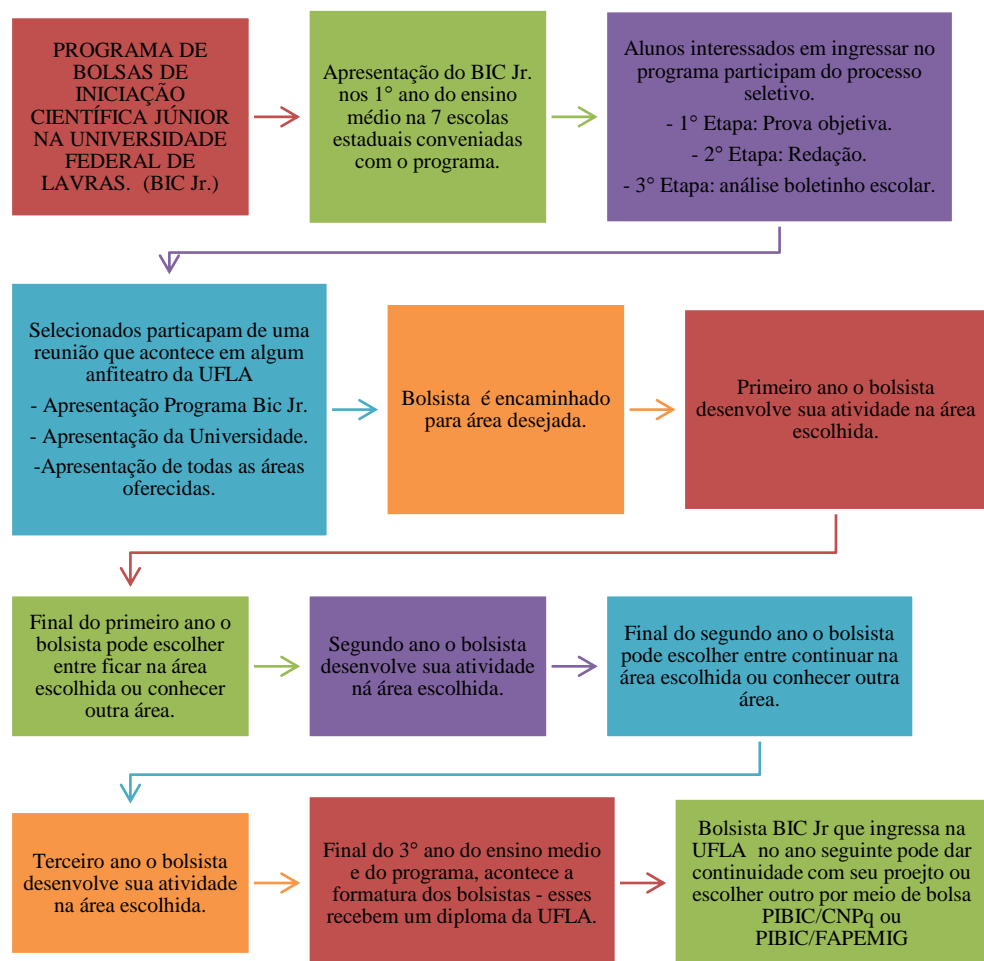 PROGRAMA DE
BOLSAS DE
INICIAÇÃO
CIENTÍFICA JÚNIOR
NA UNIVERSIDADE
FEDERAL DE
LAVRAS. (BIC Jr.)
Apresentação do BIC Jr.
nos 1° ano do ensino
médio na 7 escolas
estaduais conveniadas
com o programa.
Alunos interessados em ingressar no
programa participam do processo
seletivo.
- 1° Etapa: Prova objetiva.
- 2° Etapa: Redação.
- 3° Etapa: análise boletinho escolar.
Selecionados particapam de uma
reunião que acontece em algum
anfiteatro da UFLA
- Apresentação Programa Bic Jr.
- Apresentação da Universidade.
-Apresentação de todas as áreas
oferecidas.
Bolsista é encaminhado
para área desejada.
Primeiro ano o bolsista
desenvolve sua atividade na área
escolhida.
Final do primeiro ano o
bolsista pode escolher
entre ficar na área
escolhida ou conhecer
outra área.
Segundo ano o bolsista
desenvolve sua atividade
ná área escolhida.
Final do segundo ano o bolsista
pode escolher entre continuar na
área escolhida ou conhecer outra
área.
Terceiro ano o bolsista
desenvolve sua atividade
na área escolhida.
Final do 3° ano do ensino medio
e do programa, acontece a
formatura dos bolsistas - esses
recebem um diploma da UFLA.
Bolsista BIC Jr que ingressa na
UFLA no ano seguinte pode dar
continuidade com seu proejto ou
escolher outro por meio de bolsa
PIBIC/CNPq ou
PIBIC/FAPEMIG